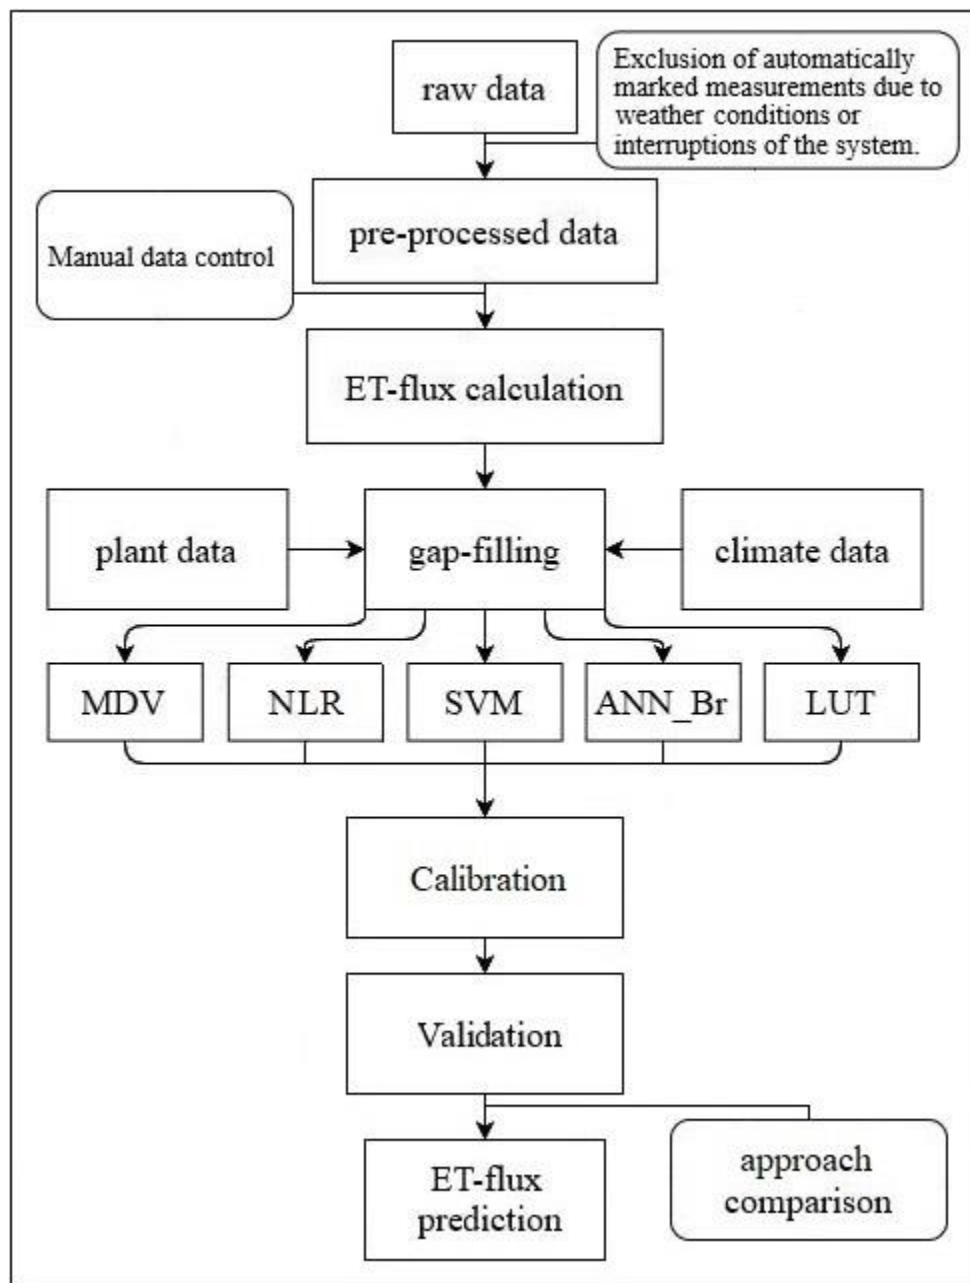 raw data
Exclusion of automatically
marked measurements due to
weather conditions or
interruptions of the system.
pre-processed data
Manual data control
ET-flux calculation
plant data
gap-filling
climate data
MDV
NLR
SVM
ANN_Br
LUT
Calibration
Validation
ET-flux
prediction
approach
comparison